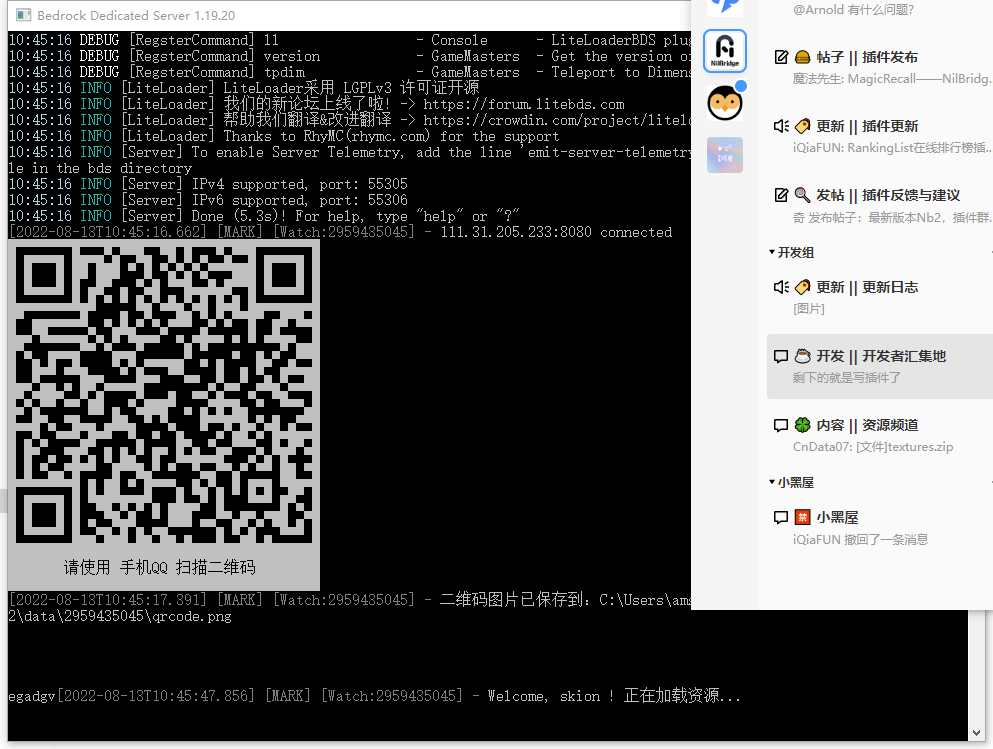 Bedrock Dedicated Server 1.19.20
10:45:16 DEBUG [RegsterCommand] ll - Console - LiteLoaderBDS plug
10:45:16 DEBUG [RegsterCommand] version - GameMasters - Get the version o
10:45:16 DEBUG [RegsterCommand] tpdim - GameMasters - Teleport to Dimens
10:45:16 INFO [LiteLoader] LiteLoader采用 LGPLv3 许可证开源
10:45:16 INFO [LiteLoader] 我们的新论坛上线了啦! -> https://forum.litebds.com
10:45:16 INFO [LiteLoader] 帮助我们翻译&改进翻译 -> https://crowdin.com/project/litelo
10:45:16 INFO [LiteLoader] Thanks to RhyMC(rhymc.com) for the support
10:45:16 INFO [Server] To enable Server Telemetry, add the line 'emit-server-telemetry
le in the bds directory
10:45:16 INFO [Server] IPv4 supported, port: 55305
10:45:16 INFO [Server] IPv6 supported, port: 55306
10:45:16 INFO [Server] Done (5.3s)! For help, type "help" or "?"
[2022-08-13T10:45:16.662] [MARK] [Watch:2959435045] - 111.31.205.233:8080 connected
请使用 手机QQ 扫描二维码
[2022-08-13T10:45:17.391] [MARK] [Watch:2959435045] - 二维码图片已保存到：C:\Users\ams
2\data\2959435045\qrcode.png
egadgv[2022-08-13T10:45:47.856] [MARK] [Watch:2959435045] - Welcome, skion ! 正在加载资源...
@Arnold 有什么问题?
NilBridge
帖子 || 插件发布
魔法先生: MagicRecall——NilBridg..
更新 || 插件更新
iQiaFUN: RankingList在线排行榜插...
发帖 || 插件反馈与建议
奇 发布帖子：最新版本Nb2，插件群.
开发组
更新 || 更新日志
[图片]
开发 || 开发者汇集地
剩下的就是写插件了
内容 || 资源频道
CnData07: [文件]textures.zip
小黑屋
禁 小黑屋
iQiaFUN 撤回了一条消息